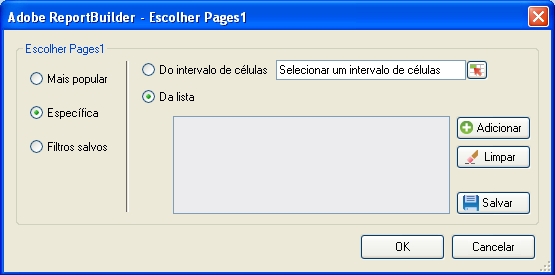 Adobe ReportBuilder - Escolher Pages1
Escolher Pages1
Mais popular
Específica
Filtros salvos
Do intervalo de células
Selecionar um intervalo de células
Da lista
Adicionar
Limpar
Salvar
OK
Cancelar